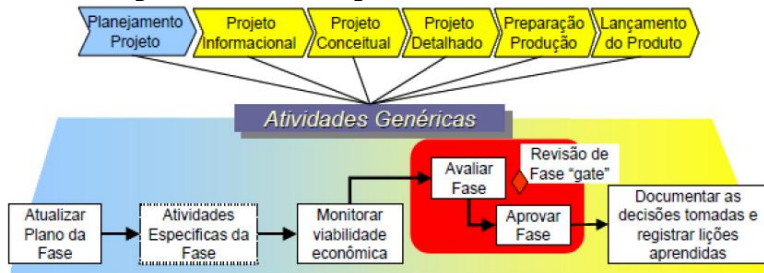 Planejamento
Projeto
Projeto
Informacional
Projeto
Conceitual
Projeto
Detalhado
Preparação
Produção
Lançamento
do Produto
Atividades Genéricas
Atualizar
Plano da
Fase
Atividades
Especificas da
Fase
Monitorar
viabilidade
econômica
Avaliar
Fase
Revisão de
Fase “gate”
Aprovar
Fase
Documentar as
decisões tomadas e
registrar lições
aprendidas